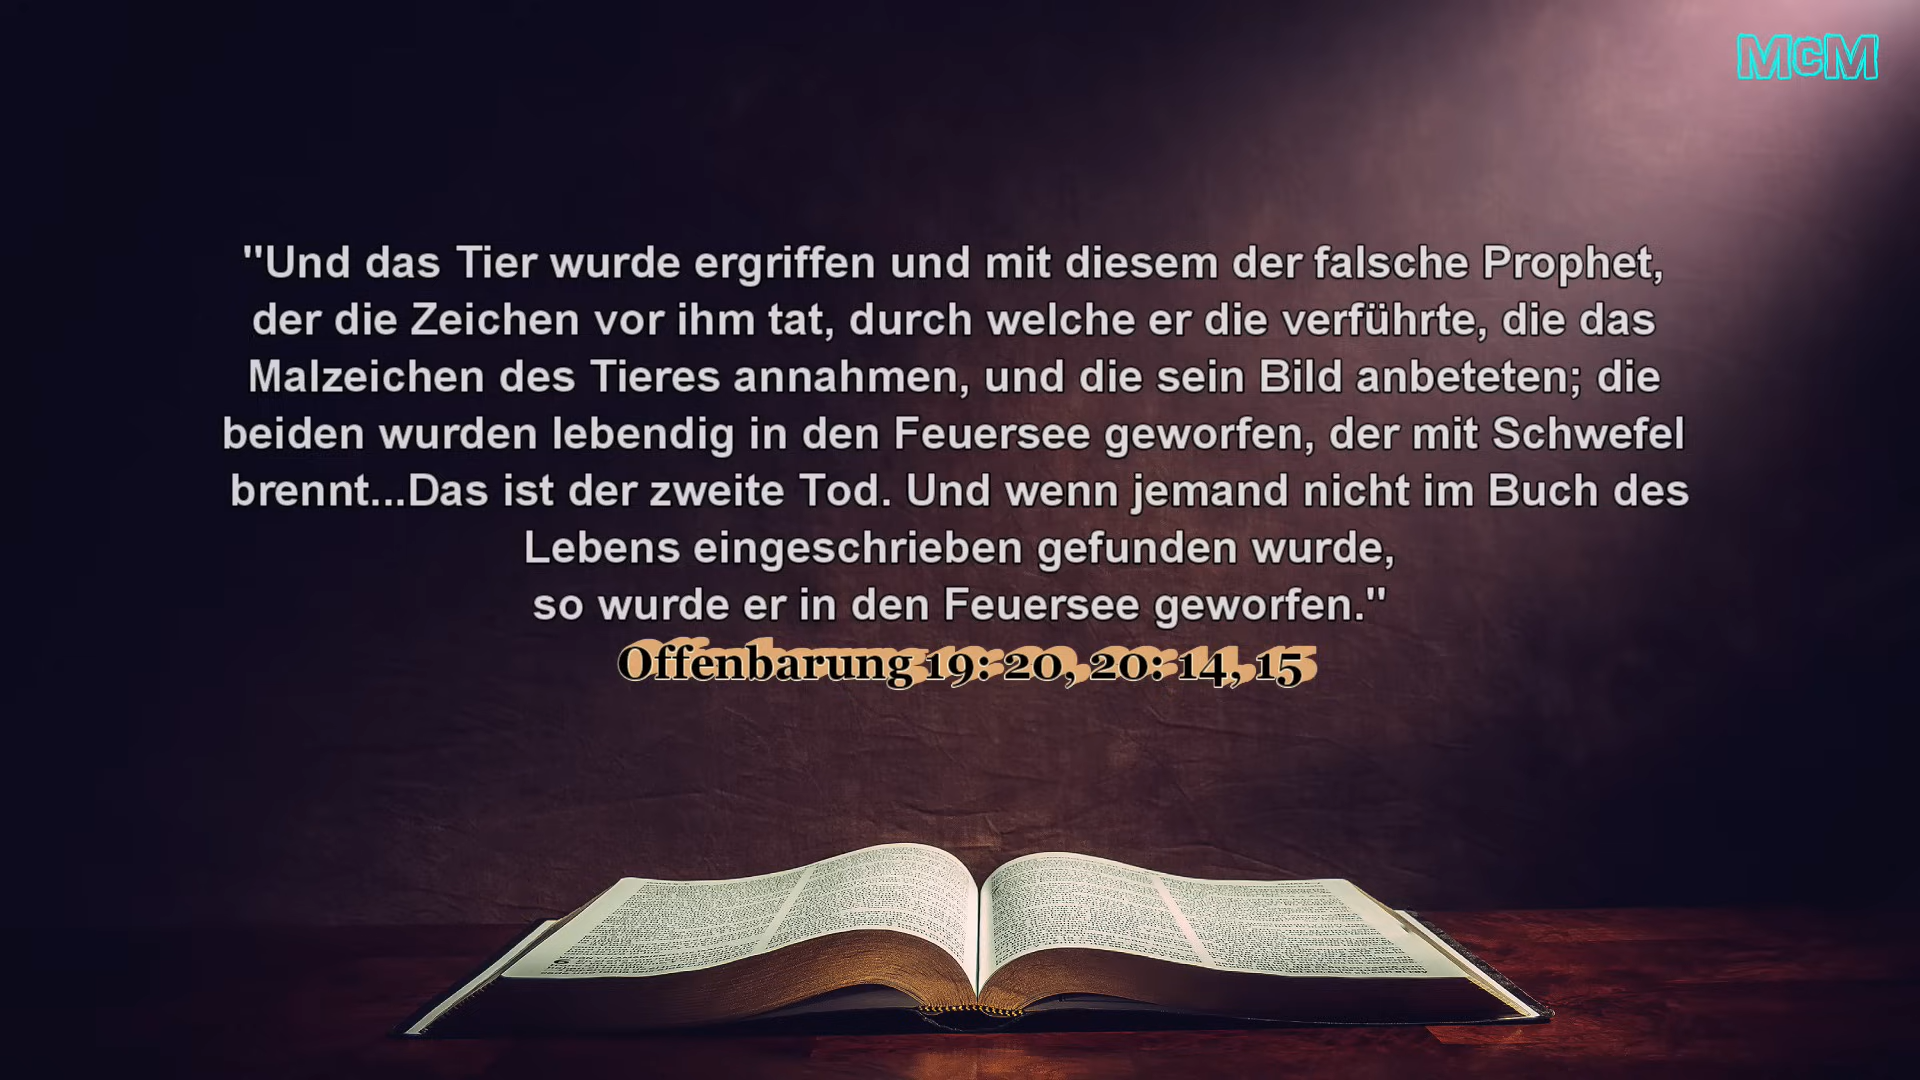 McM
"Und das Tier wurde ergriffen und mit diesem der falsche Prophet,
der die Zeichen vor ihm tat, durch welche er die verführte, die das
Malzeichen des Tieres annahmen, und die sein Bild anbeteten; die
beiden wurden lebendig in den Feuersee geworfen, der mit Schwefel
brennt...Das ist der zweite Tod. Und wenn jemand nicht im Buch des
Lebens eingeschrieben gefunden wurde,
so wurde er in den Feuersee geworfen."
Offenbarung 19: 20, 20: 14, 15